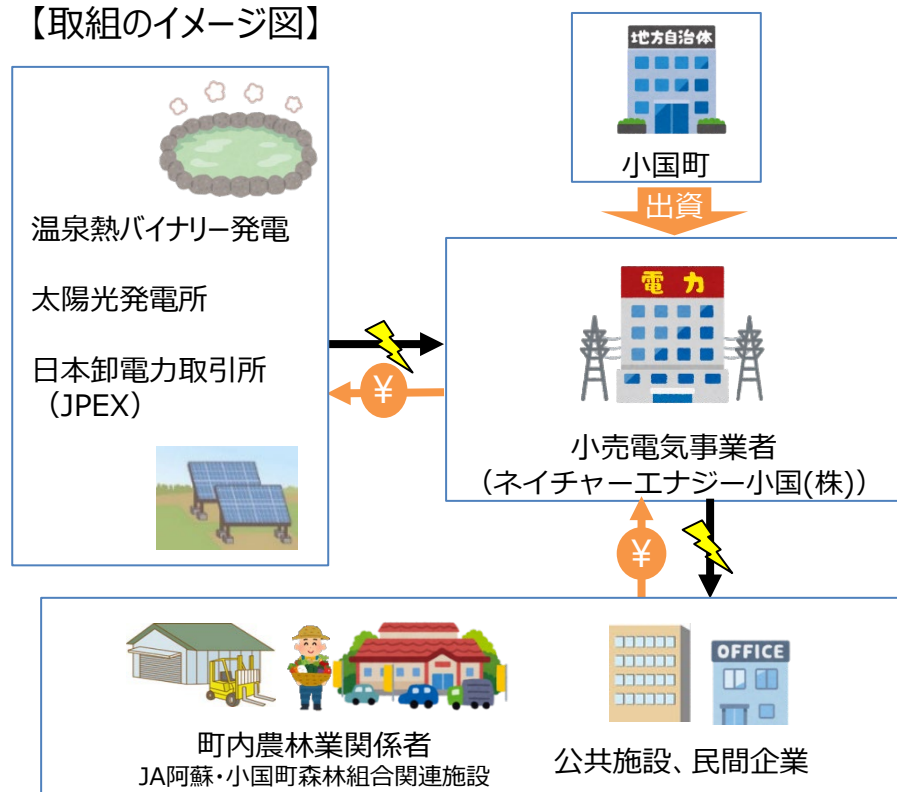 【取組のイメージ図】
地方自治体
小国町
出資
温泉熱バイナリー発電
太陽光発電所
日本卸電力取引所
（JPEX）
¥
電力
小売電気事業者
（ネイチャーエナジー小国(株)）
¥
町内農林業関係者
JA阿蘇・小国町森林組合関連施設
OFFICE
公共施設、民間企業